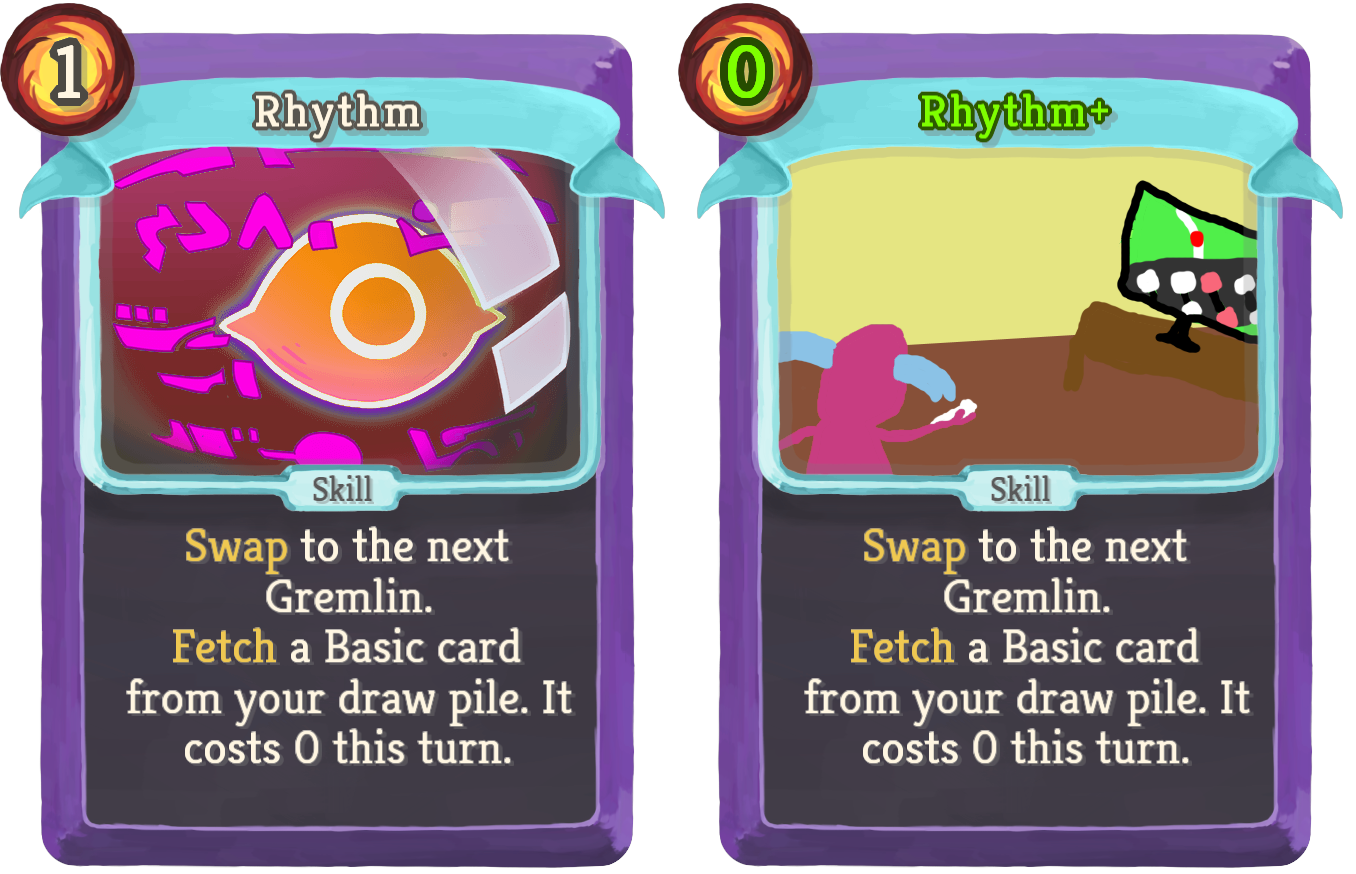 1
Rhythm
Skill
Swap to the next
Gremlin.
Fetch a Basic card
from your draw pile. It
costs 0 this turn.
0
Rhythm+
Skill
Swap to the next
Gremlin.
Fetch a Basic card
from your draw pile. It
costs 0 this turn.